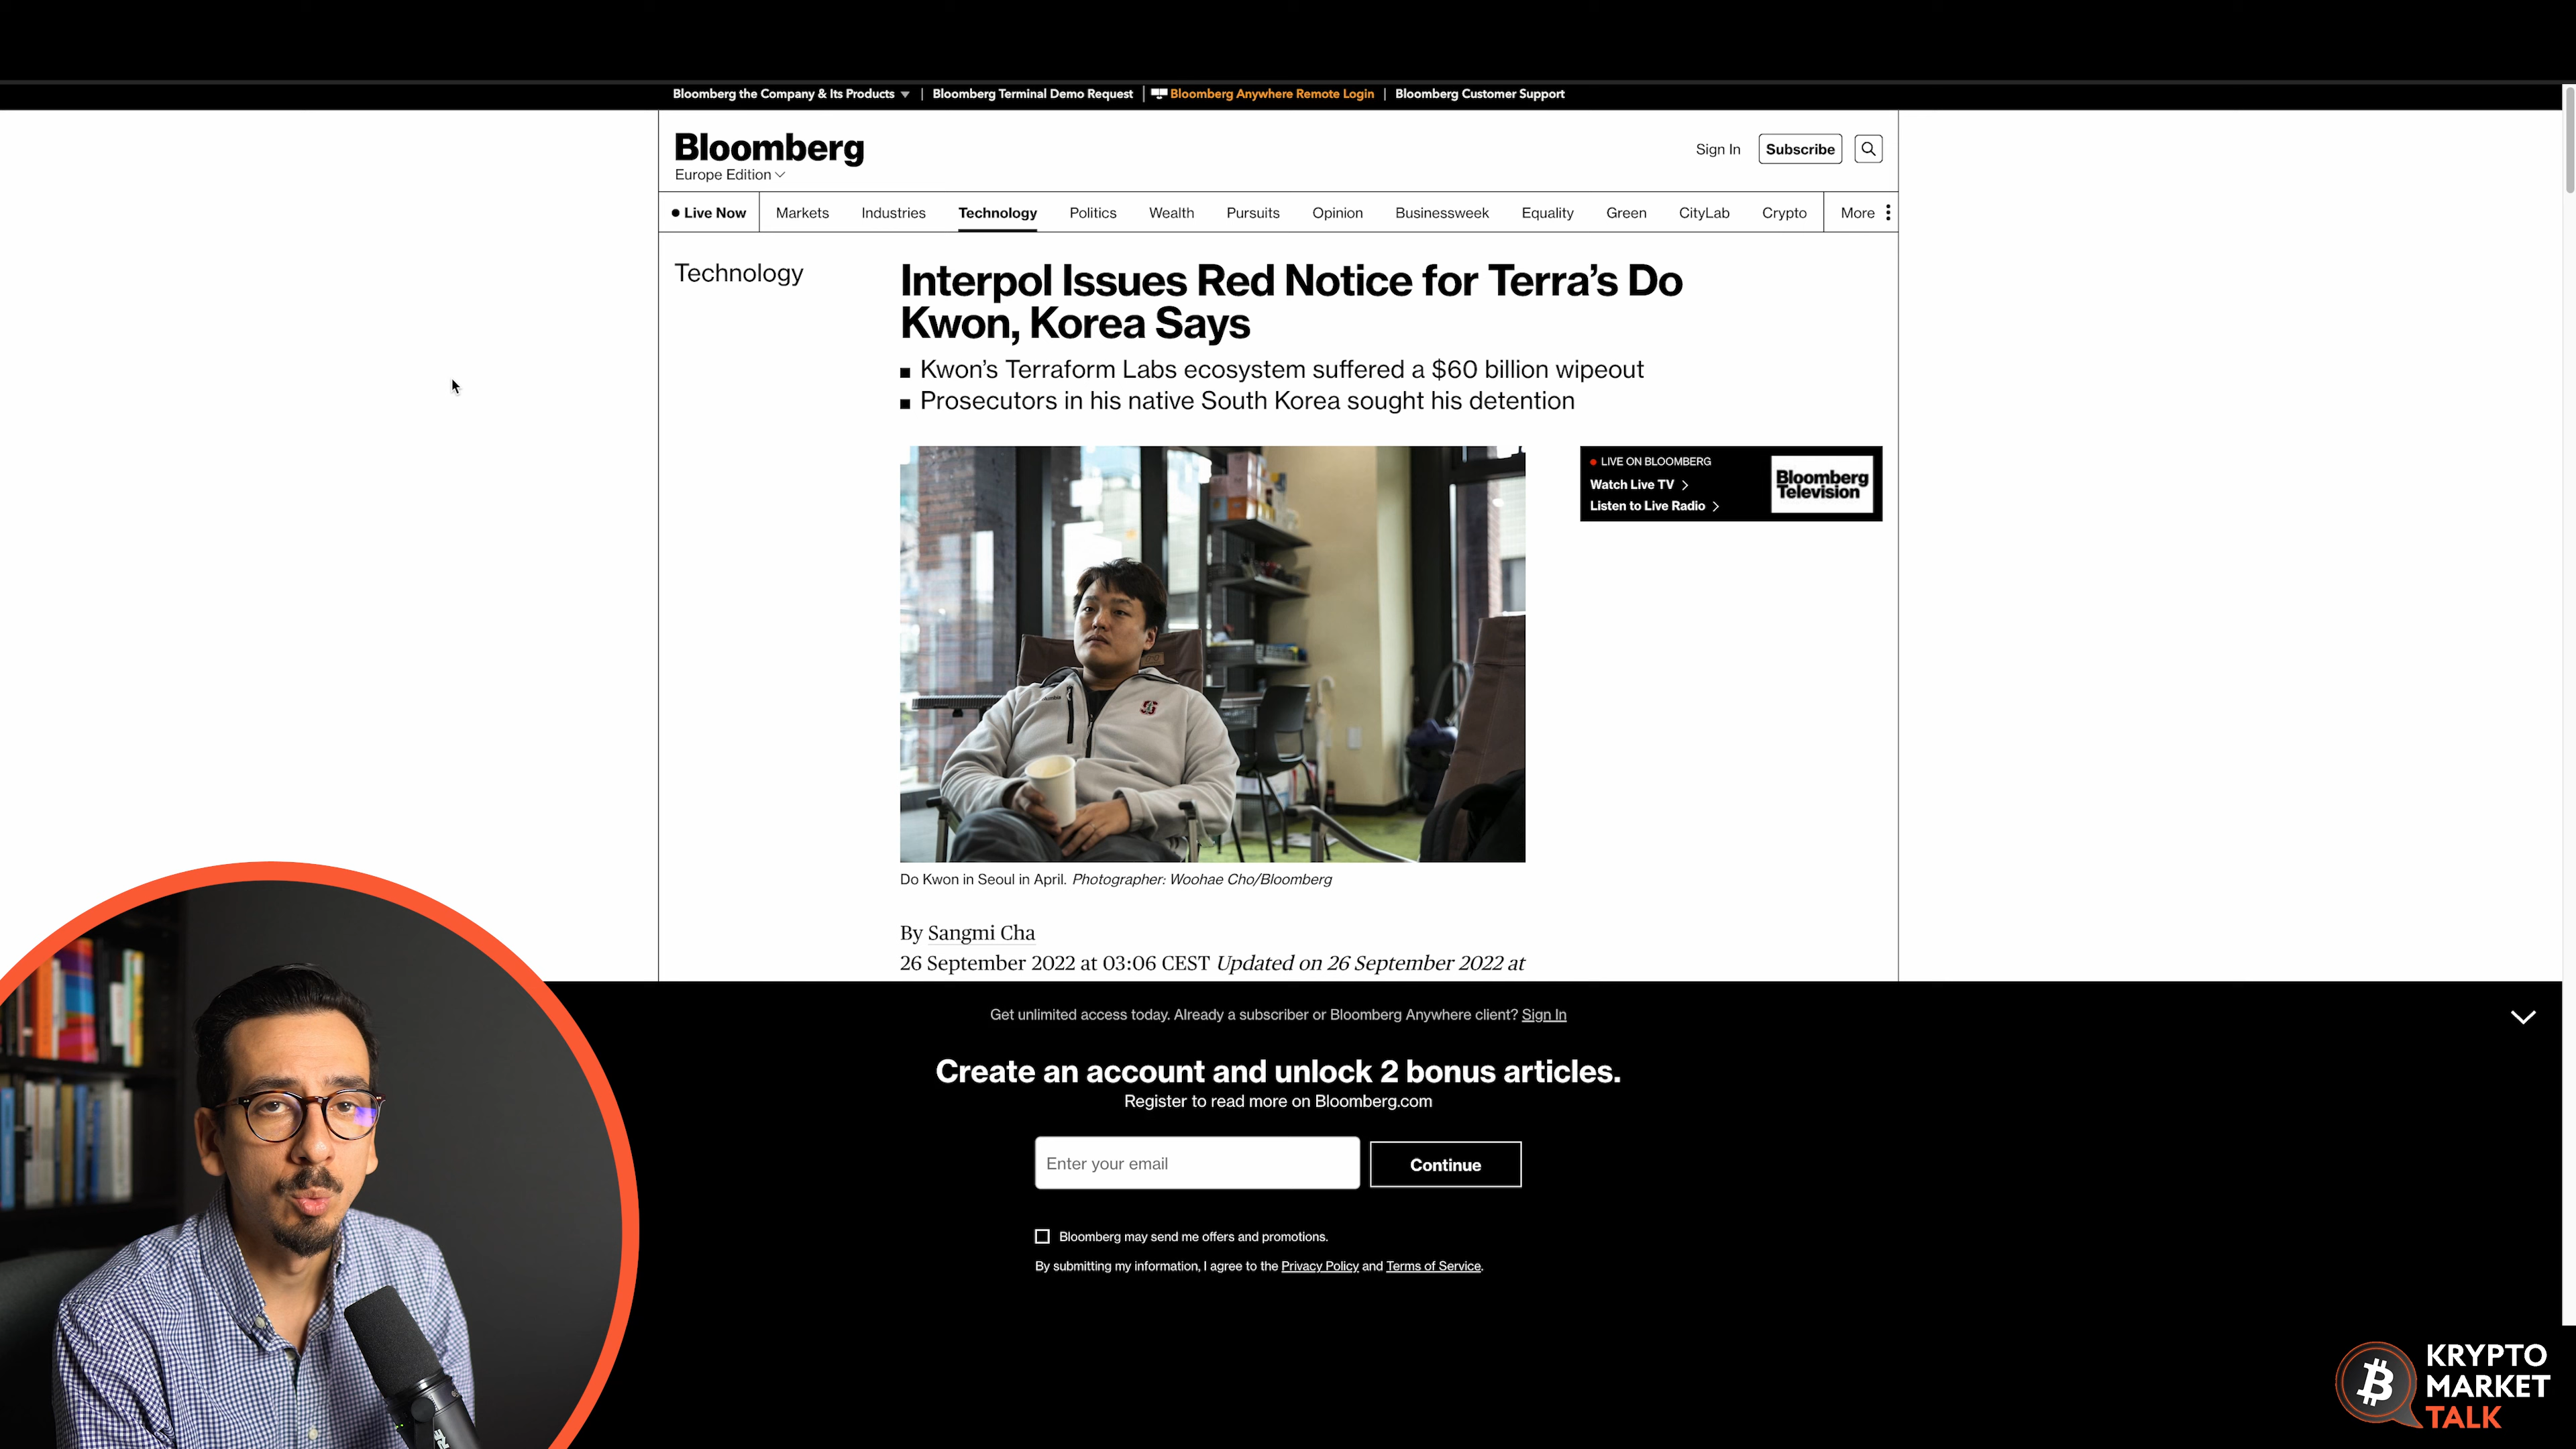 Bloomberg the Company & Its Products
Bloomberg Terminal Demo Request
Bloomberg Anywhere Remote Login
Bloomberg Customer Support
Bloomberg
Europe Edition
Sign In
Subscribe
Live Now
Markets
Industries
Technology
Politics
Wealth
Pursuits
Opinion
Businessweek
Equality
Green
CityLab
Crypto
More
Technology
Interpol Issues Red Notice for Terra's Do
Kwon, Korea Says
Kwon's Terraform Labs ecosystem suffered a $60 billion wipeout
Prosecutors in his native South Korea sought his detention
LIVE ON BLOOMBERG
Watch Live TV
Listen to Live Radio
Bloomberg
Television
Do Kwon in Seoul in April. Photographer: Woohae Cho/Bloomberg
By Sangmi Cha
26 September 2022 at 03:06 CEST Updated on 26 September 2022 at
Get unlimited access today. Already a subscriber or Bloomberg Anywhere client? Sign In
Create an account and unlock 2 bonus articles.
Register to read more on Bloomberg.com
Enter your email
Continue
Bloomberg may send me offers and promotions.
By submitting my information, I agree to the Privacy Policy and Terms of Service.
KRYPTO
MARKET
TALK